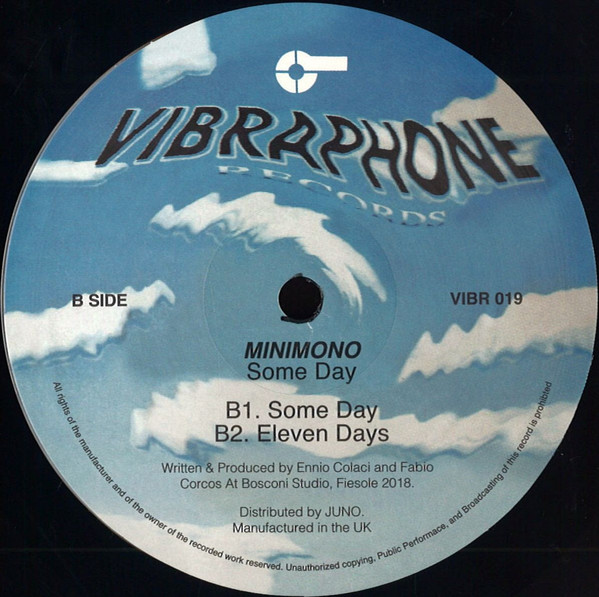 VIBRAPHONE
RECORDS
B SIDE
VIBR 019
MINIMONO
Some Day
B1. Some Day
B2. Eleven Days
Written & Produced by Ennio Colaci and Fabio
Corcos At Bosconi Studio, Fiesole 2018.
Distributed by JUNO.
Manufactured in the UK
All rights of the manufacturer and of the owner of the recorded work reserved. Unauthorized copying, Public Performace, and Broadcasting of this record is prohibited